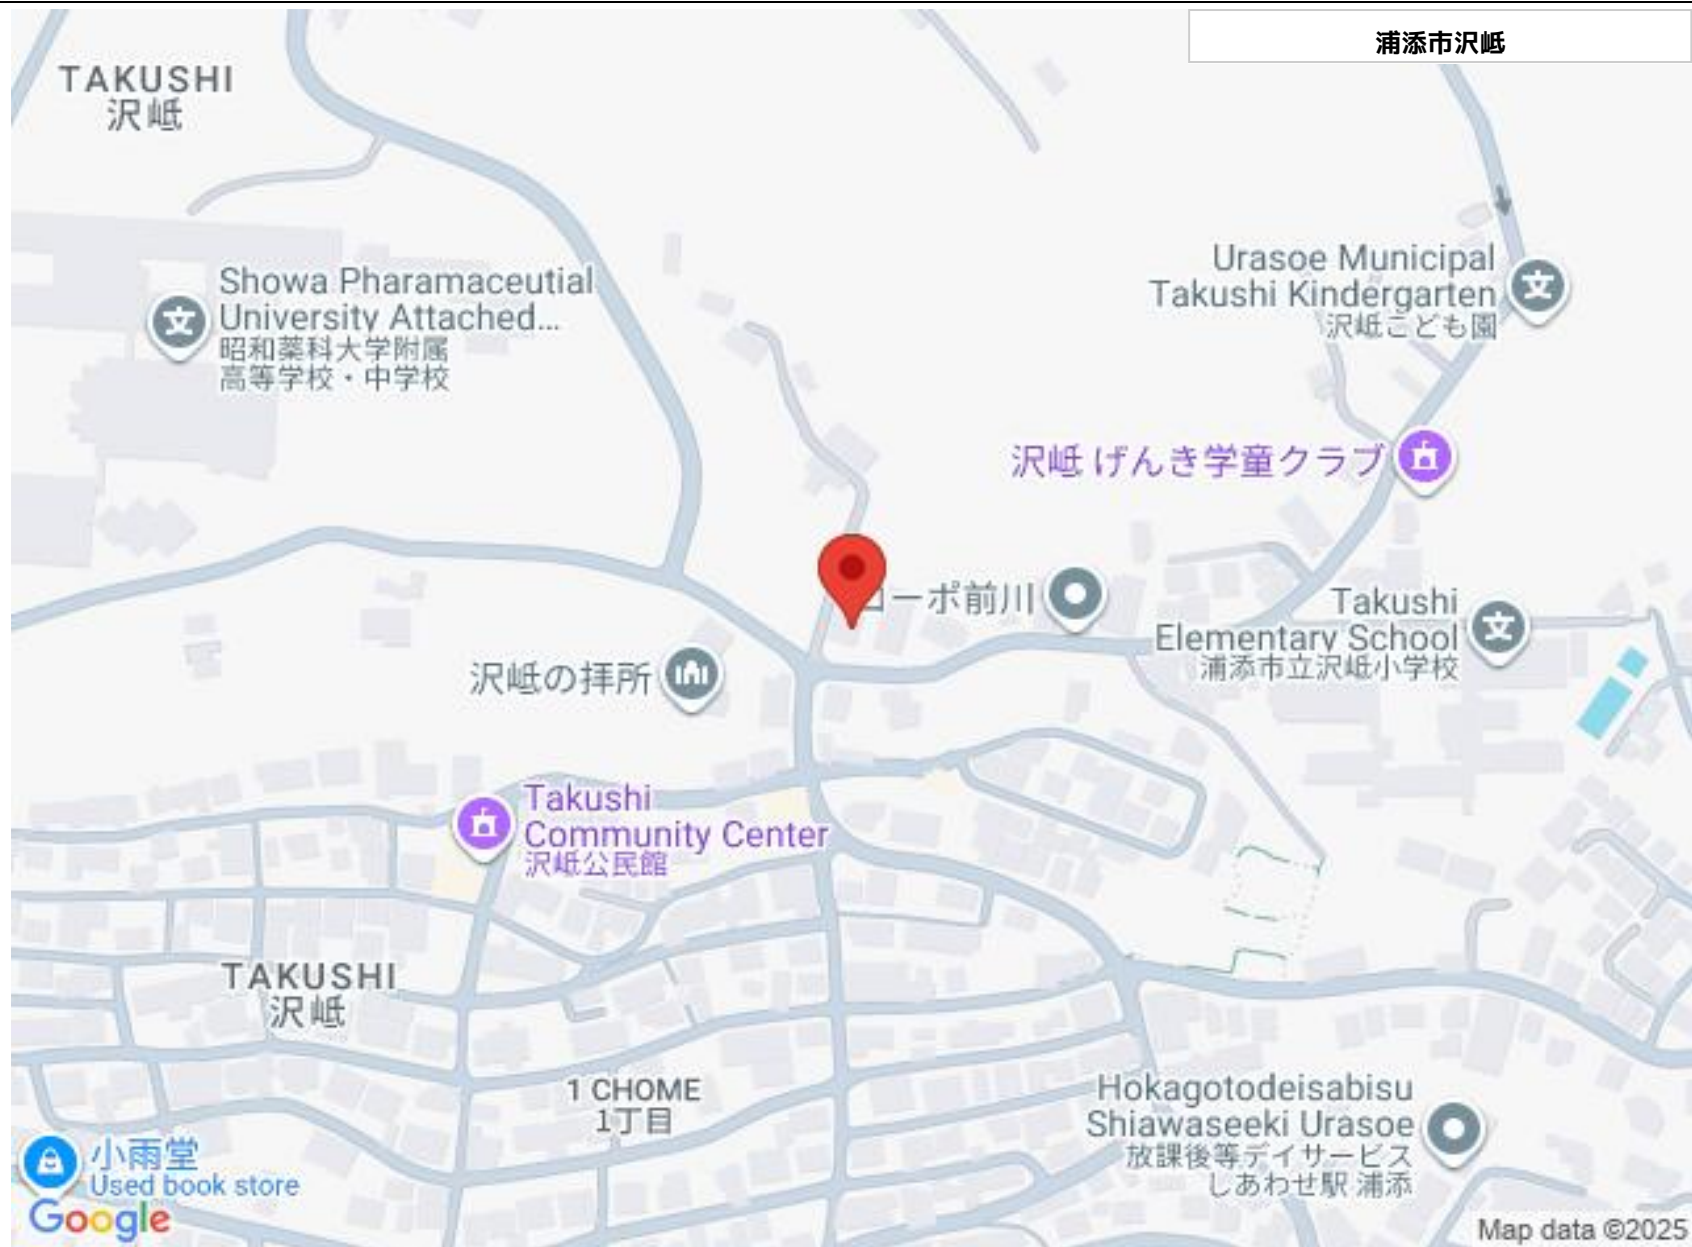 浦添市沢岻
TAKUSHI
沢岻
Showa Pharamaceutial
University Attached...
昭和薬科大学附属
高等学校・中学校
Urasoe Municipal
Takushi Kindergarten
沢岻こども園
沢岻 げんき学童クラブ
ーポ前川
Takushi
Elementary School
浦添市立沢岻小学校
沢岻の拝所
Takushi
Community Center
沢岻公民館
TAKUSHI
沢岻
1 CHOME
1丁目
Hokagotodeisabisu
Shiawaseeki Urasoe
放課後等デイサービス
しあわせ駅 浦添
小雨堂
Used book store
Google
Map data ©2025